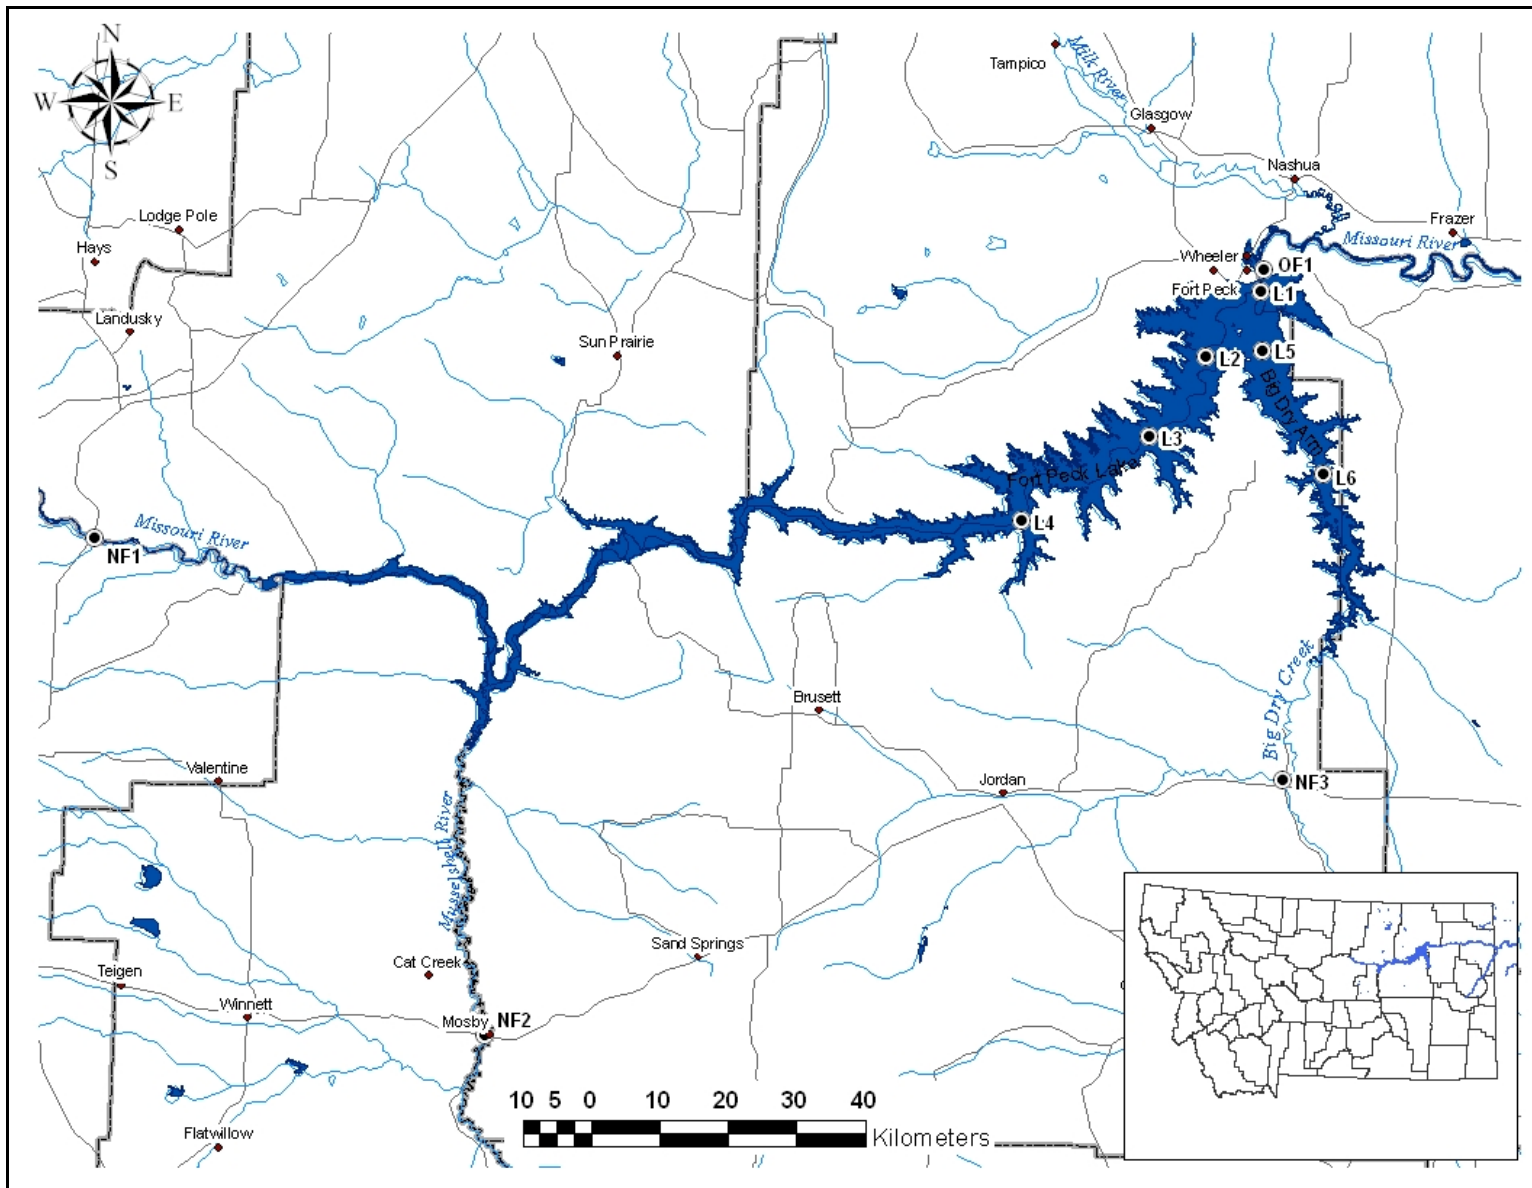 N
W
E
S
Tampico
Milk River
Glasgow
Nashua
Frazer
Missouri River
Lodge Pole
Hays
Landusky
Sun Prairie
Wheeler
OF1
Fort Peck
L1
L2
L5
Big Dry Arm
L3
Fort Peck Lake
L6
L4
Missouri River
NF1
Big Dry Creek
Brusett
Valentine
Jordan
NF3
Musselshell River
Sand Springs
Cat Creek
Teigen
Winnett
Mosby
NF2
Flatwillow
10 5 0 10 20 30 40
Kilometers